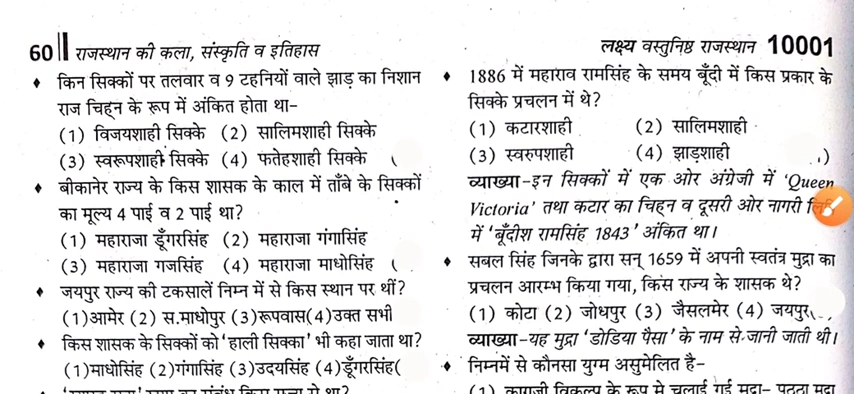 60 राजस्थान की कला, संस्कृति व इतिहास
लक्ष्य वस्तुनिष्ठ राजस्थान 10001
♦ किन सिक्कों पर तलवार व 9 टहनियों वाले झाड़ का निशान
राज चिह्न के रूप में अंकित होता था–
(1) विजयशाही सिक्के (2) सालिमशाही सिक्के
(3) स्वरूपशाही सिक्के (4) फतेहशाही सिक्के (
♦ बीकानेर राज्य के किस शासक के काल में ताँबे के सिक्कों
का मूल्य 4 पाई व 2 पाई था?
(1) महाराजा डूँगरसिंह (2) महाराजा गंगासिंह
(3) महाराजा गजसिंह (4) महाराजा माधोसिंह (
♦ जयपुर राज्य की टकसालें निम्न में से किस स्थान पर थीं?
(1)आमेर (2) स.माधोपुर (3)रूपवास(4)उक्त सभी
♦ किस शासक के सिक्कों को 'हाली सिक्का' भी कहा जाता था?
(1)माधोसिंह (2)गंगासिंह (3)उदयसिंह (4)डूँगरसिंह(
♦ 1886 में महाराव रामसिंह के समय बूँदी में किस प्रकार के
सिक्के प्रचलन में थे?
(1) कटारशाही (2) सालिमशाही
(3) स्वरुपशाही (4) झाड़शाही )
व्याख्या–इन सिक्कों में एक ओर अंग्रेजी में 'Queen
Victoria' तथा कटार का चिह्न व दूसरी ओर नागरी
में 'बूँदीश रामसिंह 1843' अंकित था।
♦ सबल सिंह जिनके द्वारा सन् 1659 में अपनी स्वतंत्र मुद्रा का
प्रचलन आरम्भ किया गया, किस राज्य के शासक थे?
(1) कोटा (2) जोधपुर (3) जैसलमेर (4) जयपुर(
व्याख्या–यह मुद्रा 'डोडिया पैसा' के नाम से जानी जाती थी।
♦ निम्नमें से कौनसा युग्म असुमेलित है–
(1) कागजी विकल्प के रूप मे चलाई गई मुद्रा–